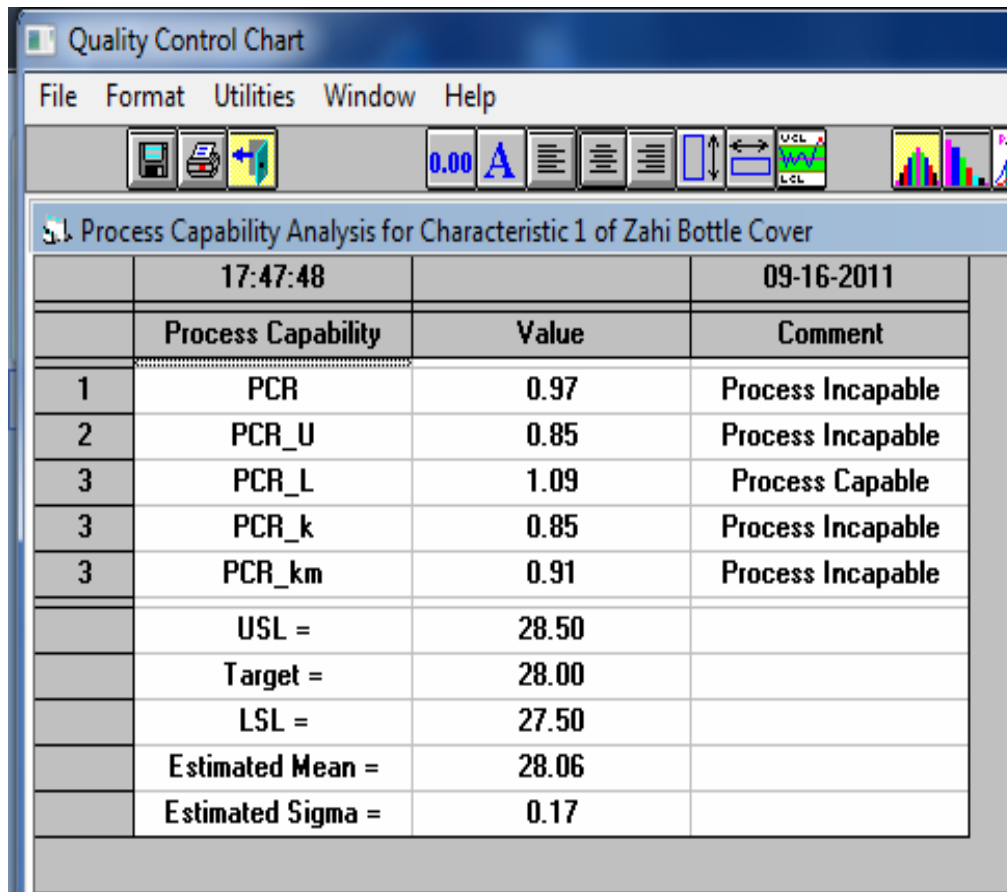 Quality Control Chart
File Format Utilities Window Help
0.00 A UCL LCL
Process Capability Analysis for Characteristic 1 of Zahi Bottle Cover
17:47:48 09-16-2011
Process Capability Value Comment
1 PCR 0.97 Process Incapable
2 PCR_U 0.85 Process Incapable
3 PCR_L 1.09 Process Capable
3 PCR_k 0.85 Process Incapable
3 PCR_km 0.91 Process Incapable
USL = 28.50
Target = 28.00
LSL = 27.50
Estimated Mean = 28.06
Estimated Sigma = 0.17